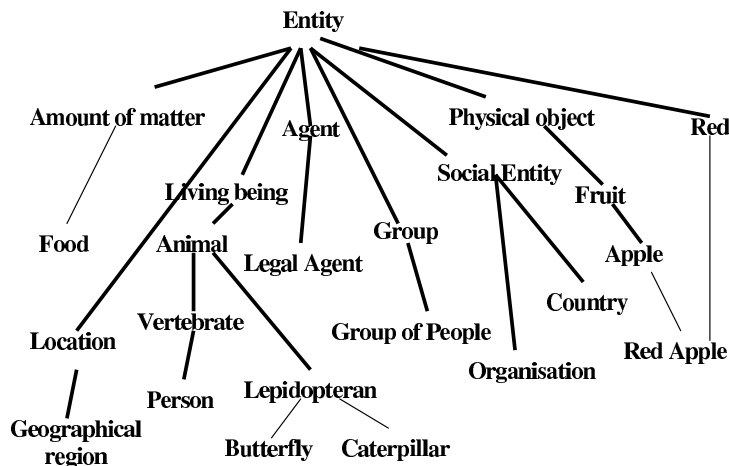 Entity
Amount of matter
Physical object
Agent
Red
Social Entity
Living being
Fruit
Group
Food
Animal
Apple
Legal Agent
Country
Vertebrate
Group of People
Location
Red Apple
Organisation
Lepidopteran
Person
Geographical
region
Butterfly
Caterpillar